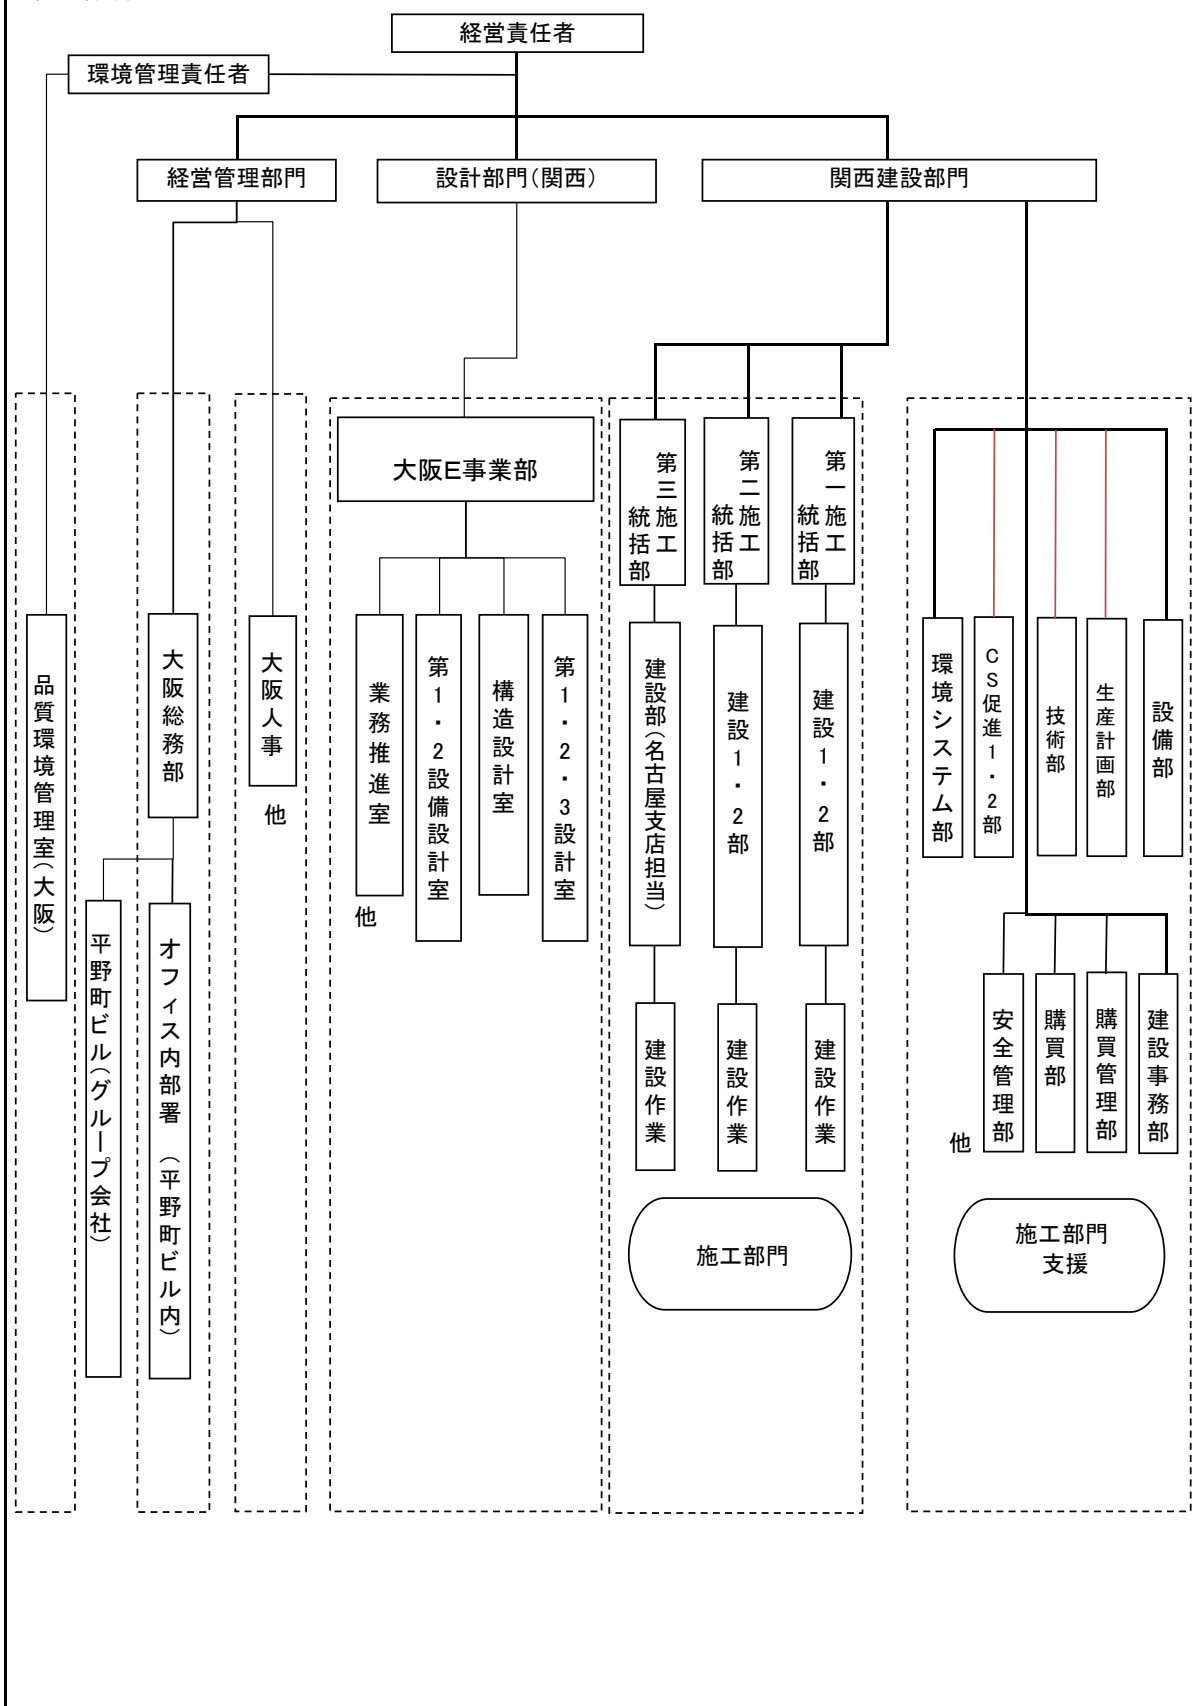 経営責任者
環境管理責任者
経営管理部門
設計部門(関西)
関西建設部門
大阪E事業部
第三施工
統括部
第二施工
統括部
第一施工
統括部
品質環境管理室(大阪)
大阪総務部
大阪人事
他
業務推進室
他
第1・2設備設計室
構造設計室
第1・2・3設計室
建設部(名古屋支店担当)
建設1・2部
建設1・2部
環境システム部
CS促進1・2部
技術部
生産計画部
設備部
平野町ビル(グループ会社)
オフィス内部署 (平野町ビル内)
建設作業
建設作業
建設作業
他
安全管理部
購買部
購買管理部
建設事務部
施工部門
施工部門
支援